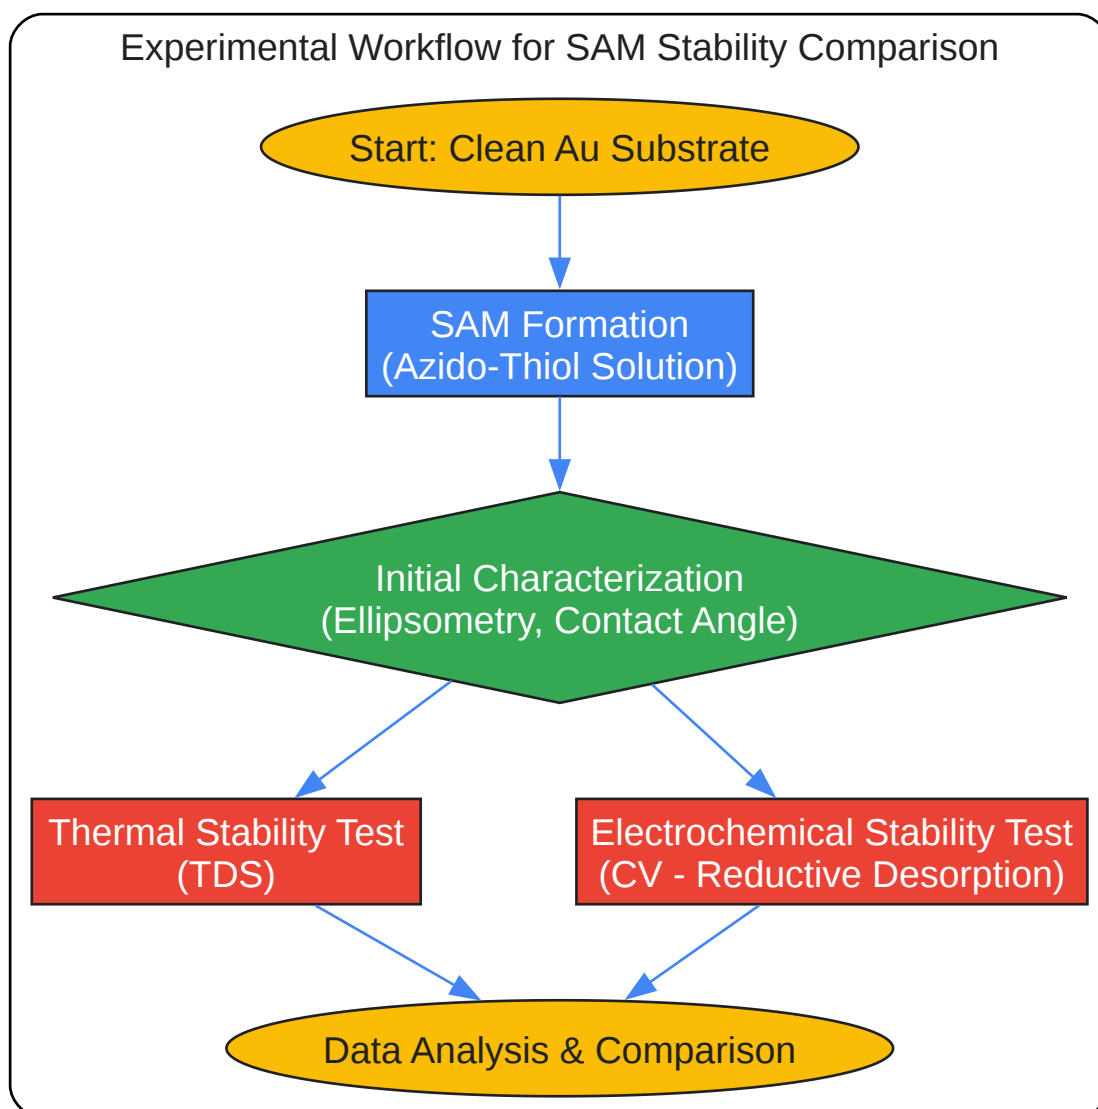 Experimental Workflow for SAM Stability Comparison
Start: Clean Au Substrate
SAM Formation
(Azido-Thiol Solution)
Initial Characterization
(Ellipsometry, Contact Angle)
Thermal Stability Test
(TDS)
Electrochemical Stability Test
(CV - Reductive Desorption)
Data Analysis & Comparison